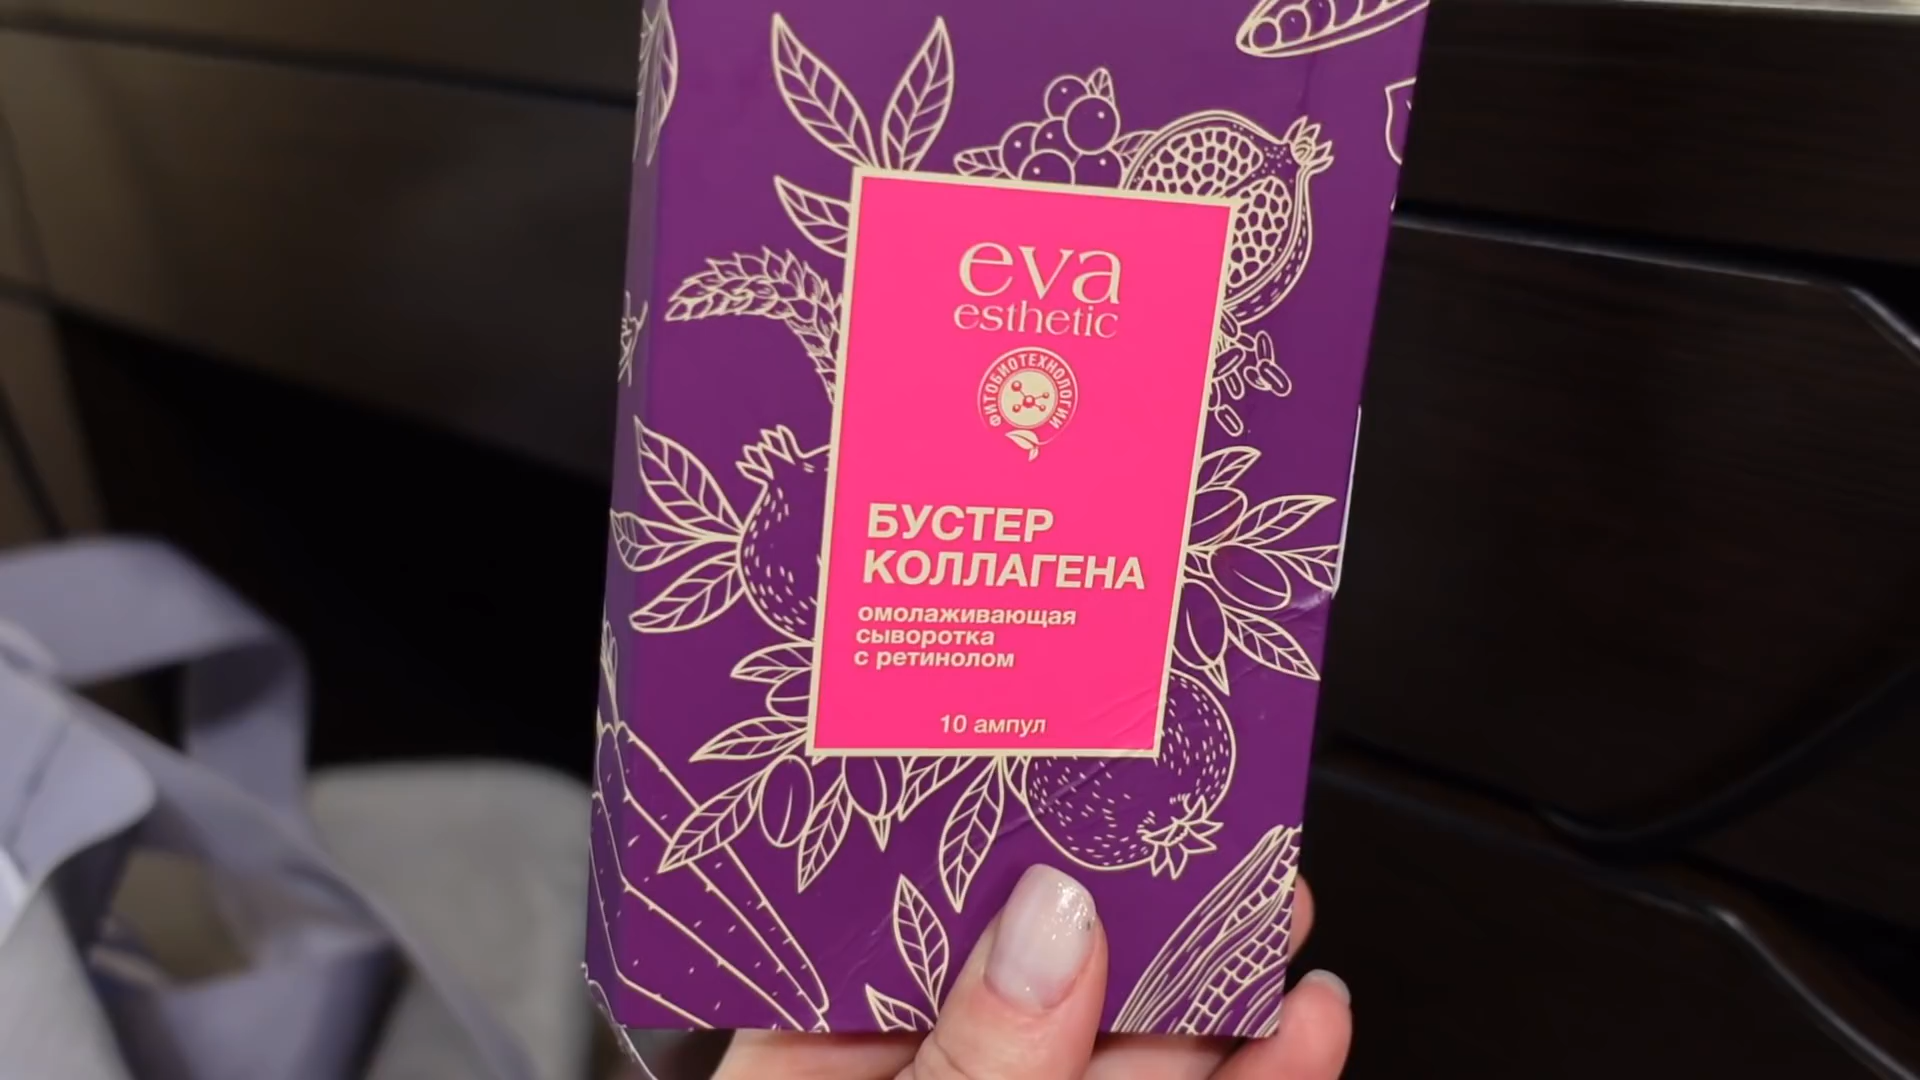 eva
esthetic
ФИТОБИОТЕХНОЛОГИИ
БУСТЕР
КОЛЛАГЕНА
омолаживающая
сыворотка
с ретинолом
10 ампул